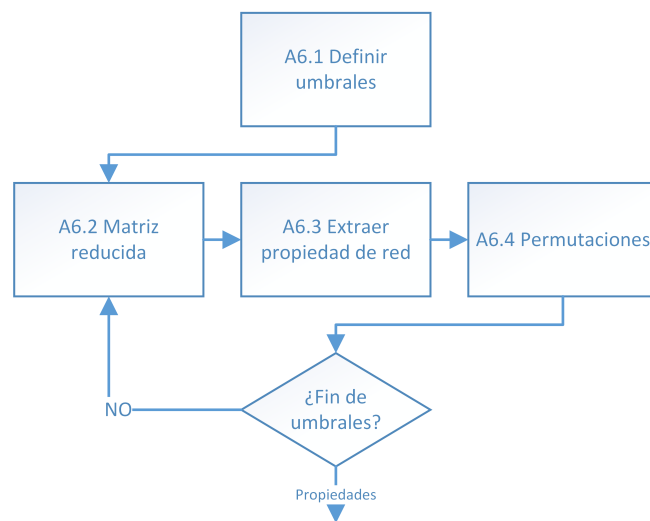 A6.1 Definir
umbrales
A6.2 Matriz
reducida
A6.3 Extraer
propiedad de red
A6.4 Permutaciones
¿Fin de
umbrales?
NO
Propiedades